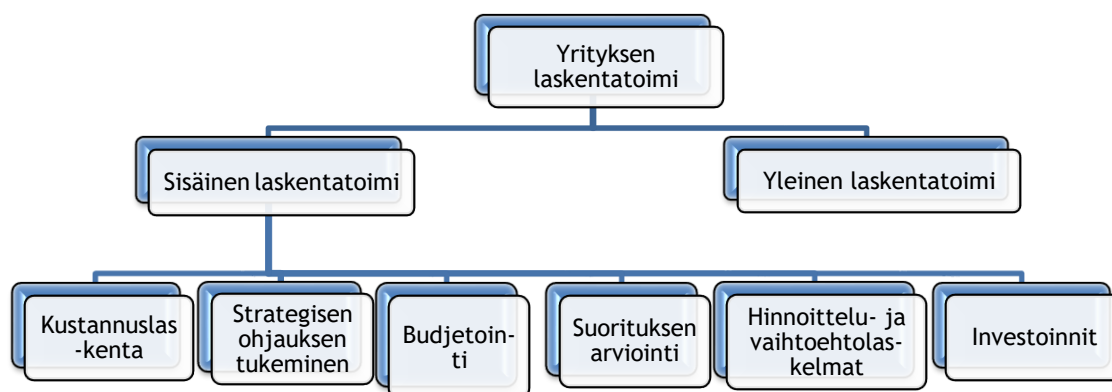 Yrityksen
laskentatoimi
Sisäinen laskentatoimi
Yleinen laskentatoimi
Kustannuslas
-kenta
Strategisen
ohjauksen
tukeminen
Budjetoin-
ti
Suorituksen
arviointi
Hinnoittelu- ja
vaihtoehtolas-
kelmat
Investoinnit